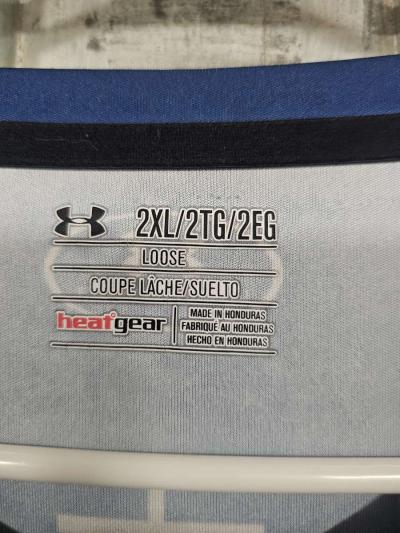 2XL/2TG/2EG
LOOSE
COUPE LÂCHE/SUELTO
heatgear
MADE IN HONDURAS
FABRIQUÉ AU HONDURAS
HECHO EN HONDURAS